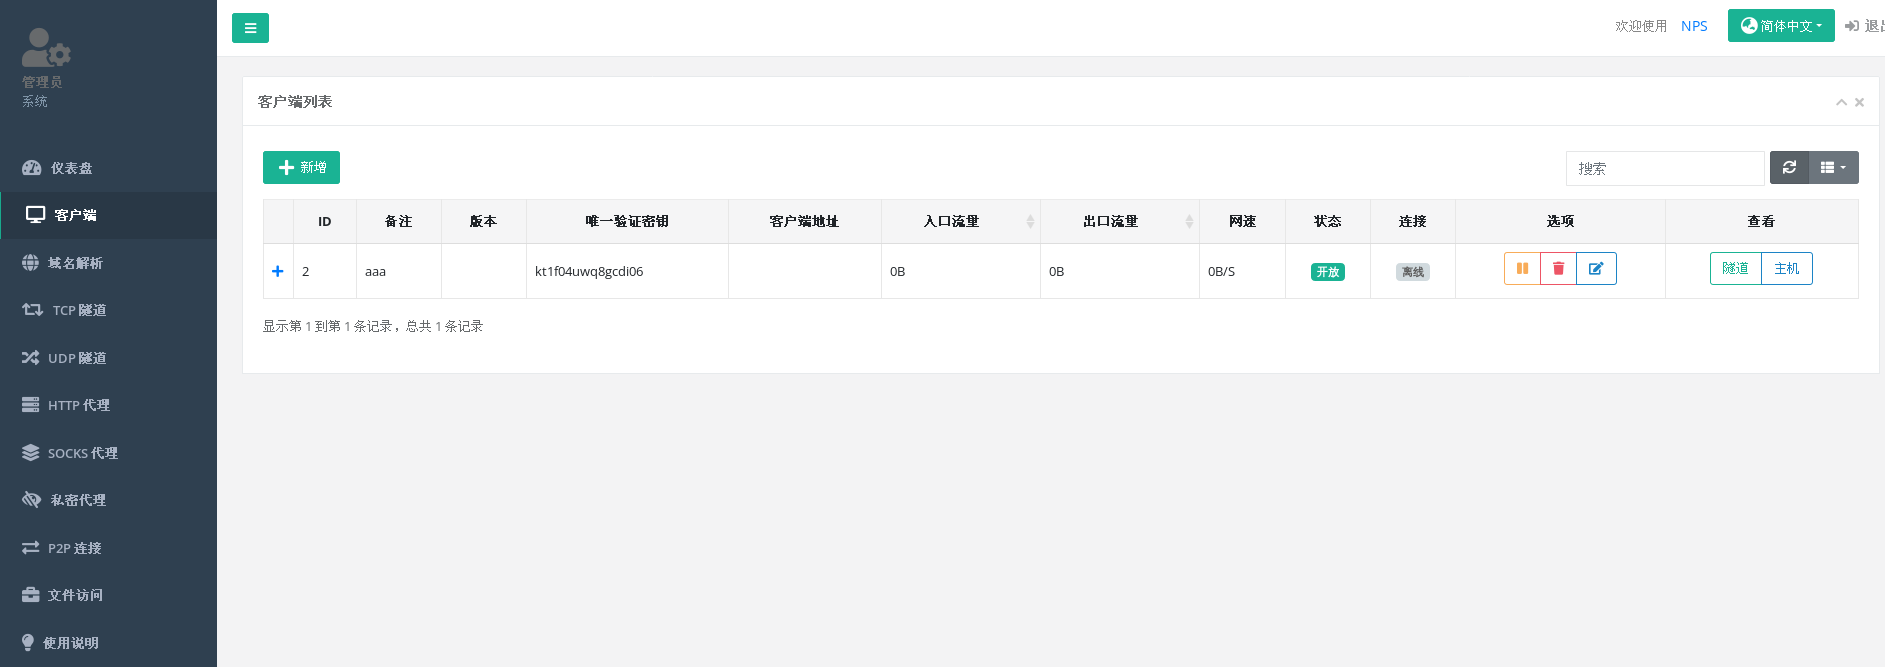 管理员
系统
仪表盘
客户端
域名解析
TCP 隧道
UDP 隧道
HTTP 代理
SOCKS 代理
私密代理
P2P 连接
文件访问
使用说明
欢迎使用 NPS 简体中文 退出
客户端列表
新增 搜索
ID 备注 版本 唯一验证密钥 客户端地址 入口流量 出口流量 网速 状态 连接 选项 查看
2 aaa kt1f04uwq8gcdi06 0B 0B 0B/S 开放 离线 隧道 主机
显示第 1 到第 1 条记录，总共 1 条记录